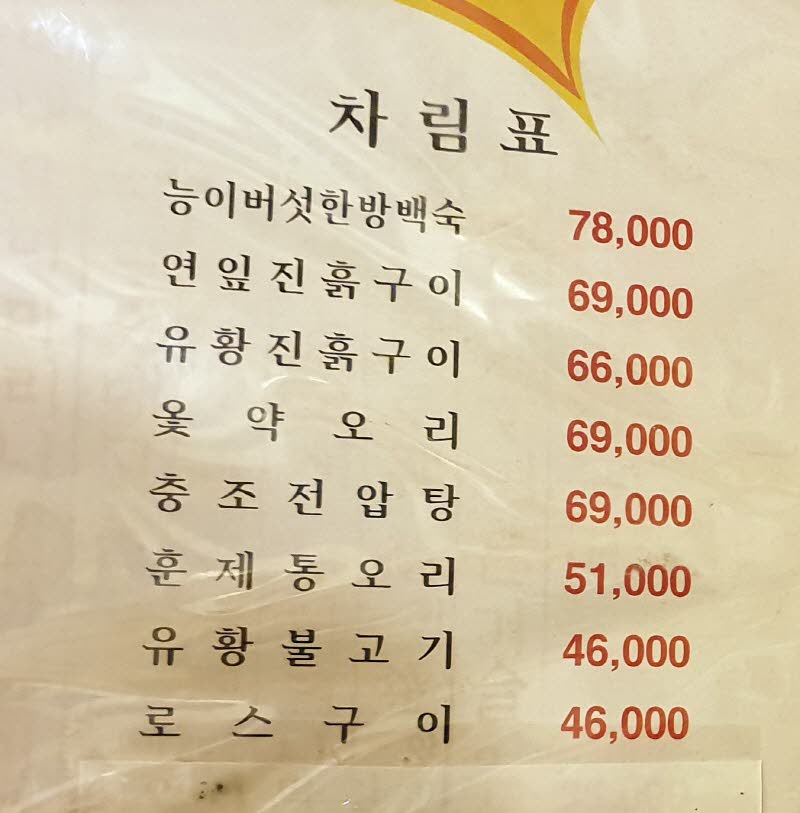 차림표
능이버섯한방백숙 78,000
연잎진흙구이 69,000
유황진흙구이 66,000
옻약오리 69,000
충조전압탕 69,000
훈제통오리 51,000
유황불고기 46,000
로스구이 46,000